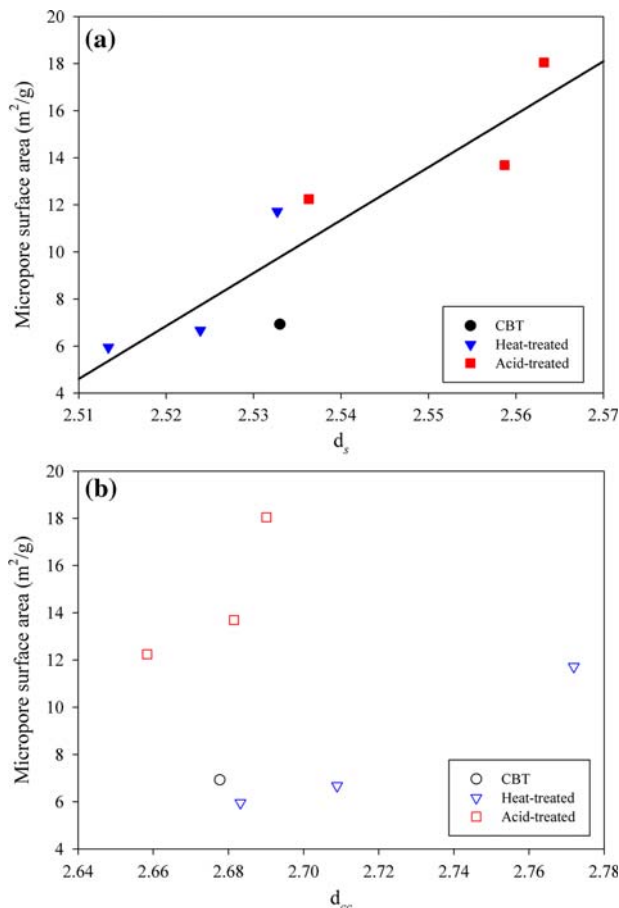 (a)
20
18
16
14
12
10
8
6
4
Micropore surface area (m²/g)
CBT
Heat-treated
Acid-treated
2.51 2.52 2.53 2.54 2.55 2.56 2.57
dₛ
(b)
20
18
16
14
12
10
8
6
4
Micropore surface area (m²/g)
CBT
Heat-treated
Acid-treated
2.64 2.66 2.68 2.70 2.72 2.74 2.76 2.78